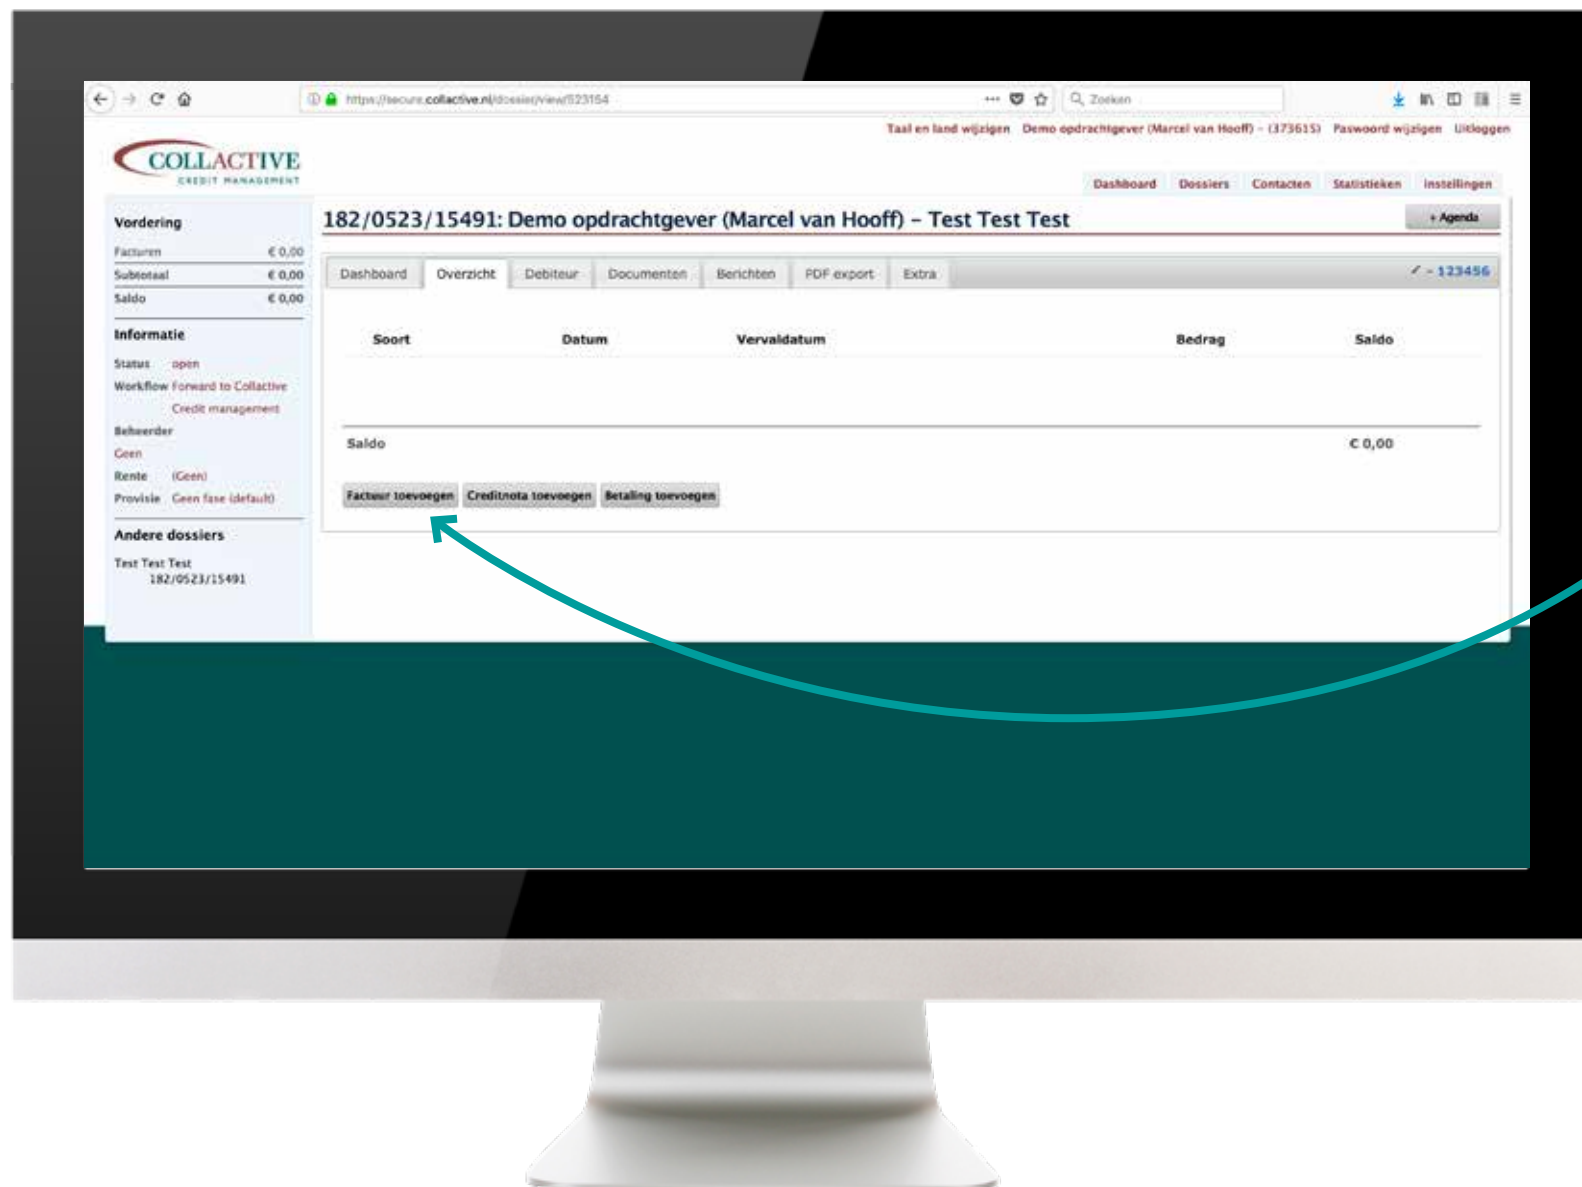 https://secure.collactive.nl/dossier/view/523154
Zoeken
Taal en land wijzigen Demo opdrachtgever (Marcel van Hooff) - (373615) Paswoord wijzigen Uitloggen
COLLACTIVE
CREDIT MANAGEMENT
Dashboard Dossiers Contacten Statistieken Instellingen
182/0523/15491: Demo opdrachtgever (Marcel van Hooff) – Test Test Test
+ Agenda
Vordering
Facturen € 0,00
Subtotaal € 0,00
Saldo € 0,00
Dashboard Overzicht Debiteur Documenten Berichten PDF export Extra
- 123456
Soort Datum Vervaldatum Bedrag Saldo
Saldo € 0,00
Factuur toevoegen Creditnota toevoegen Betaling toevoegen
Informatie
Status open
Workflow Forward to Collactive
Credit management
Beheerder
Geen
Rente (Geen)
Provisie Geen fase (default)
Andere dossiers
Test Test Test
182/0523/15491